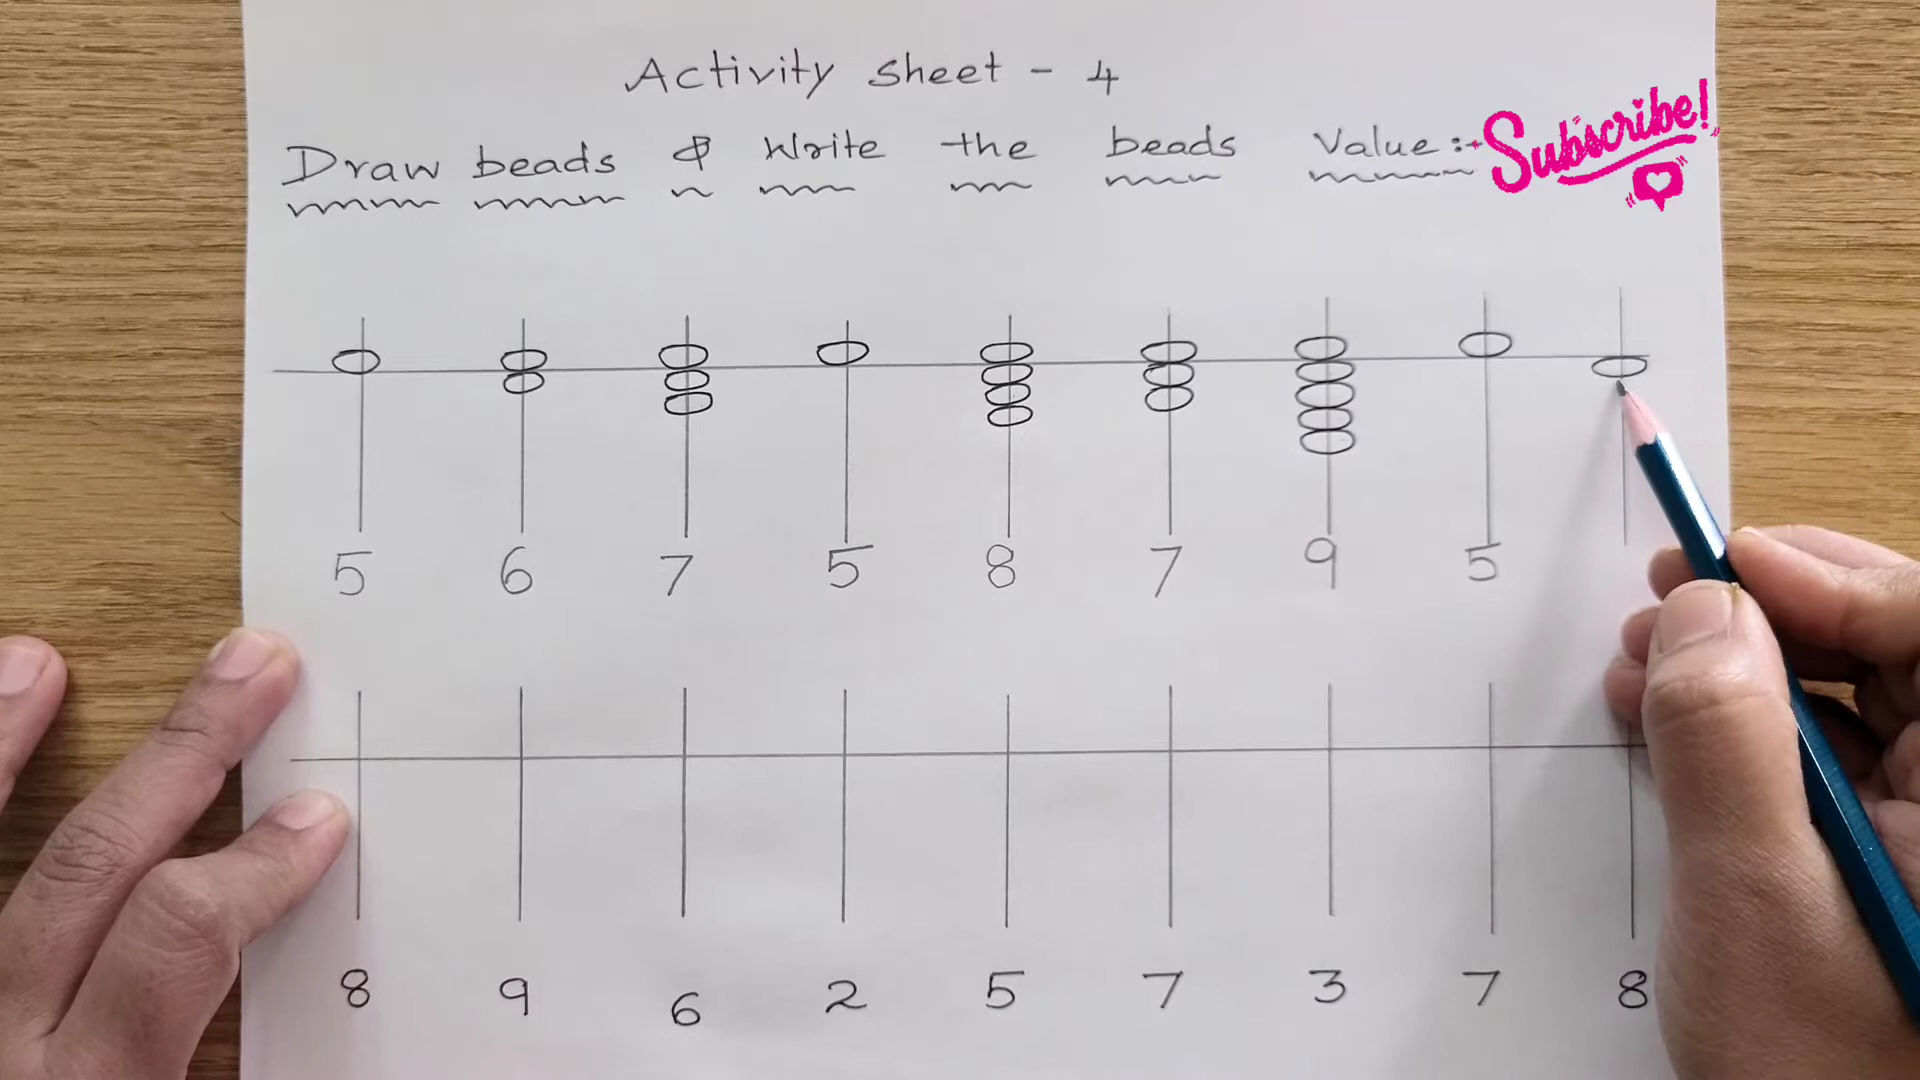 Activity sheet - 4
Draw beads & Write the beads Value :-
Subscribe!
5 6 7 5 8 7 9 5
8 9 6 2 5 7 3 7 8